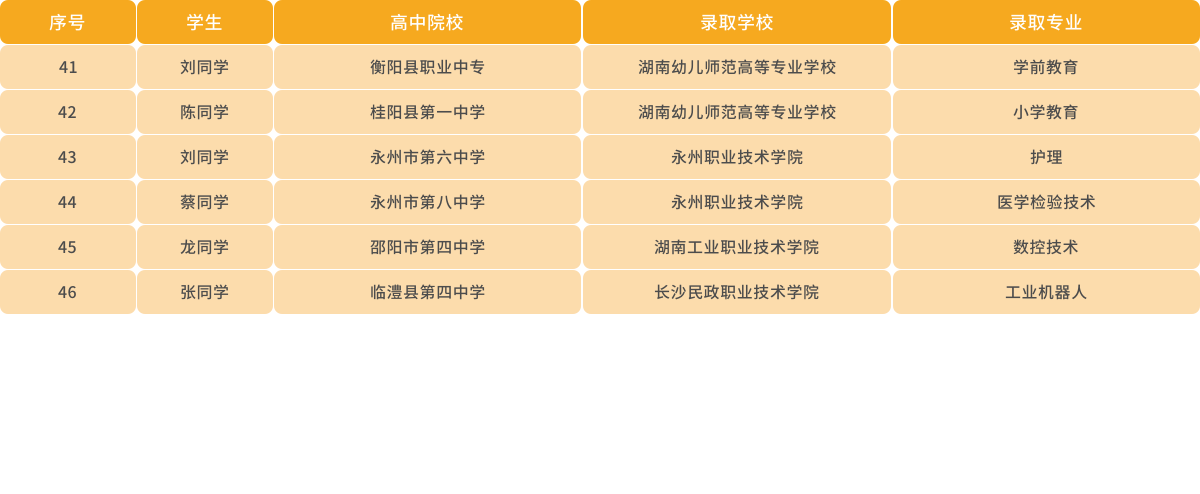 序号 学生 高中院校 录取学校 录取专业
41 刘同学 衡阳县职业中专 湖南幼儿师范高等专业学校 学前教育
42 陈同学 桂阳县第一中学 湖南幼儿师范高等专业学校 小学教育
43 刘同学 永州市第六中学 永州职业技术学院 护理
44 蔡同学 永州市第八中学 永州职业技术学院 医学检验技术
45 龙同学 邵阳市第四中学 湖南工业职业技术学院 数控技术
46 张同学 临澧县第四中学 长沙民政职业技术学院 工业机器人